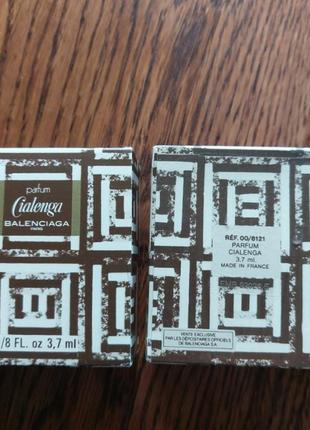 parfum
Cialenga
BALENCIAGA
PARIS
/8 FL. oz 3,7 ml
RÉF. 00/8121
PARFUM
CIALENGA
3,7 ml.
MADE IN FRANCE
VENTE EXCLUSIVE
PAR LES DÉPOSITAIRES OFFICIELS
DE BALENCIAGA S.A.